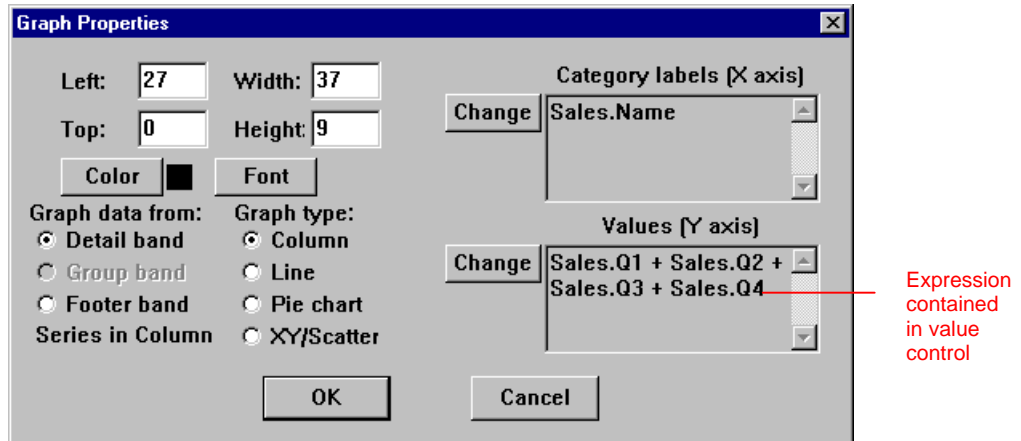 Graph Properties
Left: 27 Width: 37
Top: 0 Height: 9
Color Font
Graph data from: Graph type:
Detail band Column
Group band Line
Footer band Pie chart
Series in Column XY/Scatter
Category labels (X axis)
Change Sales.Name
Values (Y axis)
Change Sales.Q1 + Sales.Q2 +
Sales.Q3 + Sales.Q4
Expression
contained
in value
control
OK Cancel